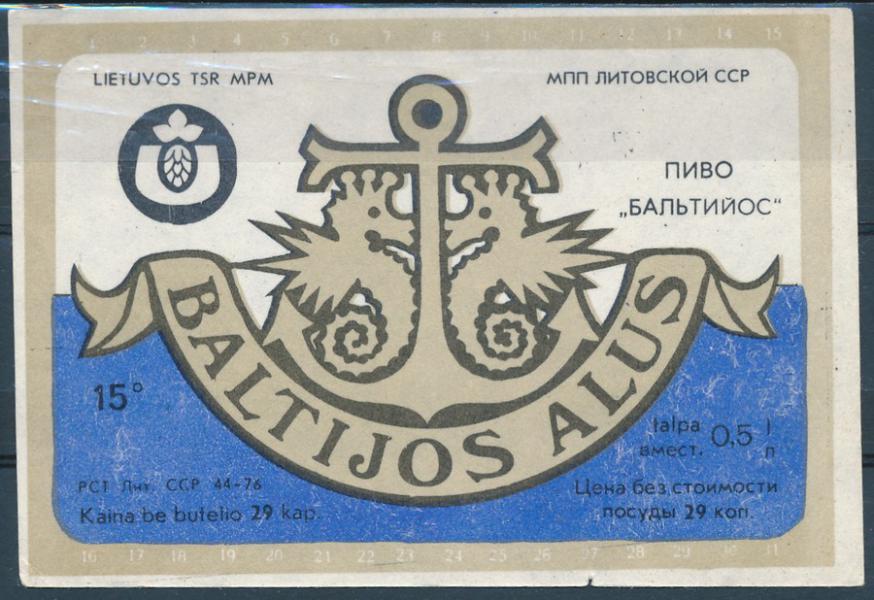 1 2 3 4 5 6 7 8 9 10 11 12 13 14 15
LIETUVOS TSR MPM
МПП ЛИТОВСКОЙ ССР
ПИВО
„БАЛЬТИЙОС“
BALTIJOS ALUS
15°
talpa 0,5 l
вмест. л
РСТ Лит. ССР 44-76
Kaina be butelio 29 kap.
Цена без стоимости
посуды 29 коп.
16 17 18 19 20 21 22 23 24 25 26 27 28 29 30 31